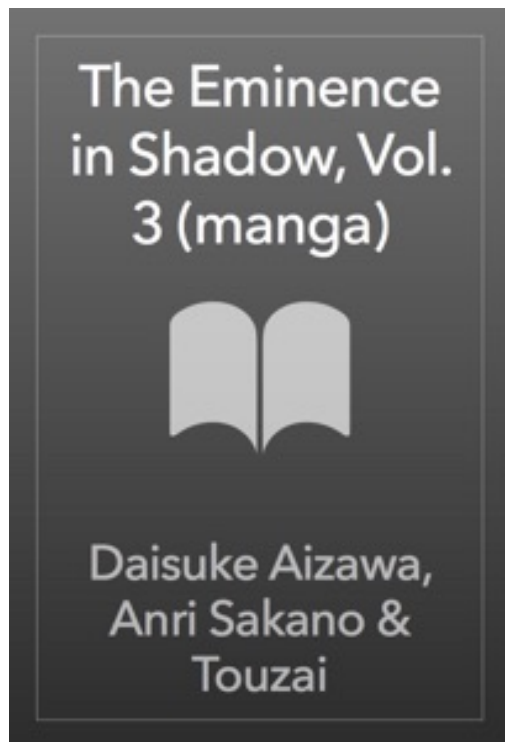 The Eminence
in Shadow, Vol.
3 (manga)
Daisuke Aizawa,
Anri Sakano &
Touzai